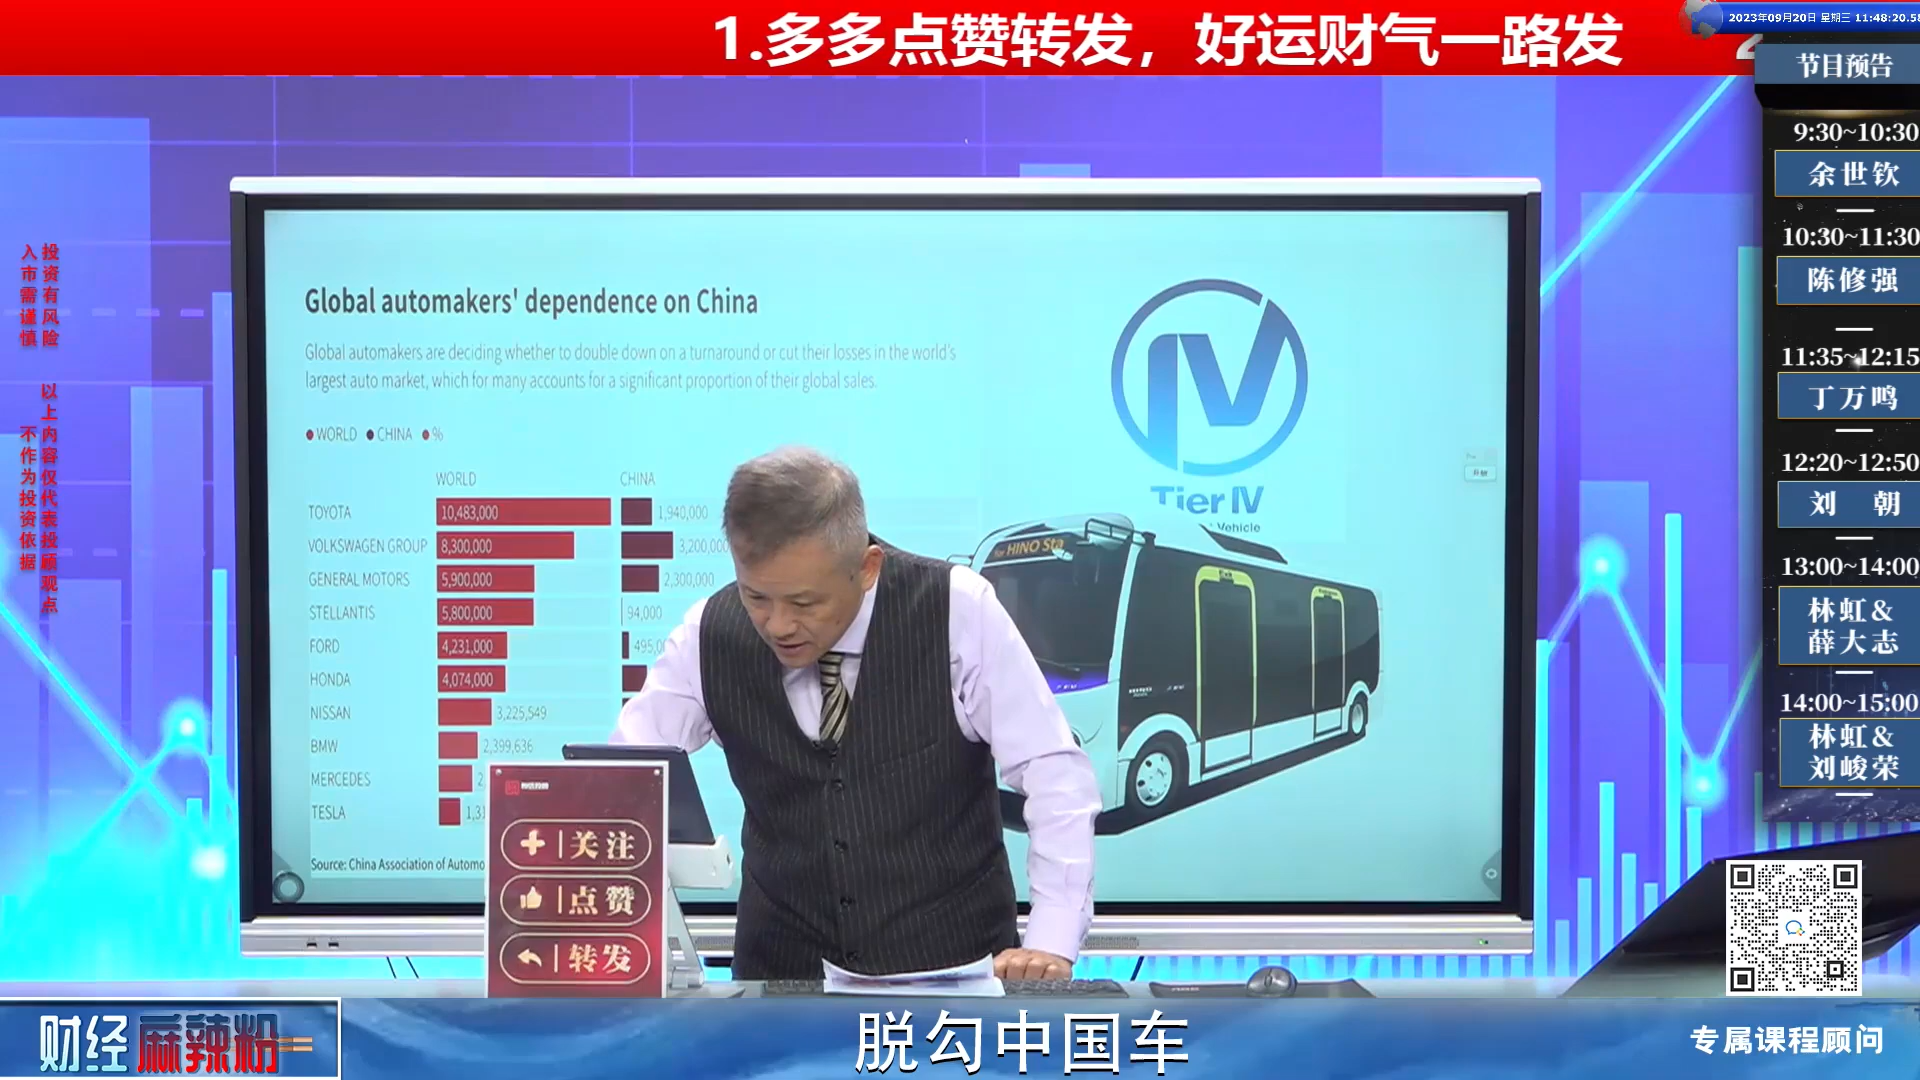 1.多多点赞转发，好运财气一路发
2023年09月20日 星期三 11:48:20.58
节目预告
9:30~10:30
余世钦
10:30~11:30
陈修强
11:35~12:15
丁万鸣
12:20~12:50
刘 朝
13:00~14:00
林虹&
薛大志
14:00~15:00
林虹&
刘峻荣
投资有风险
入市需谨慎
以上内容仅代表投顾观点
不作为投资依据
Global automakers' dependence on China
Global automakers are deciding whether to double down on a turnaround or cut their losses in the world's
largest auto market, which for many accounts for a significant proportion of their global sales.
WORLD CHINA %
WORLD CHINA
TOYOTA 10,483,000 1,940,000
VOLKSWAGEN GROUP 8,300,000 3,200,000
GENERAL MOTORS 5,900,000 2,300,000
STELLANTIS 5,800,000 94,000
FORD 4,231,000 495,00
HONDA 4,074,000
NISSAN 3,225,549
BMW 2,399,636
MERCEDES 2
TESLA 1,31
Source: China Association of Automo
IV
Tier IV
Vehicle
for HINO Sta
关注
点赞
转发
财经麻辣粉
脱勾中国车
专属课程顾问